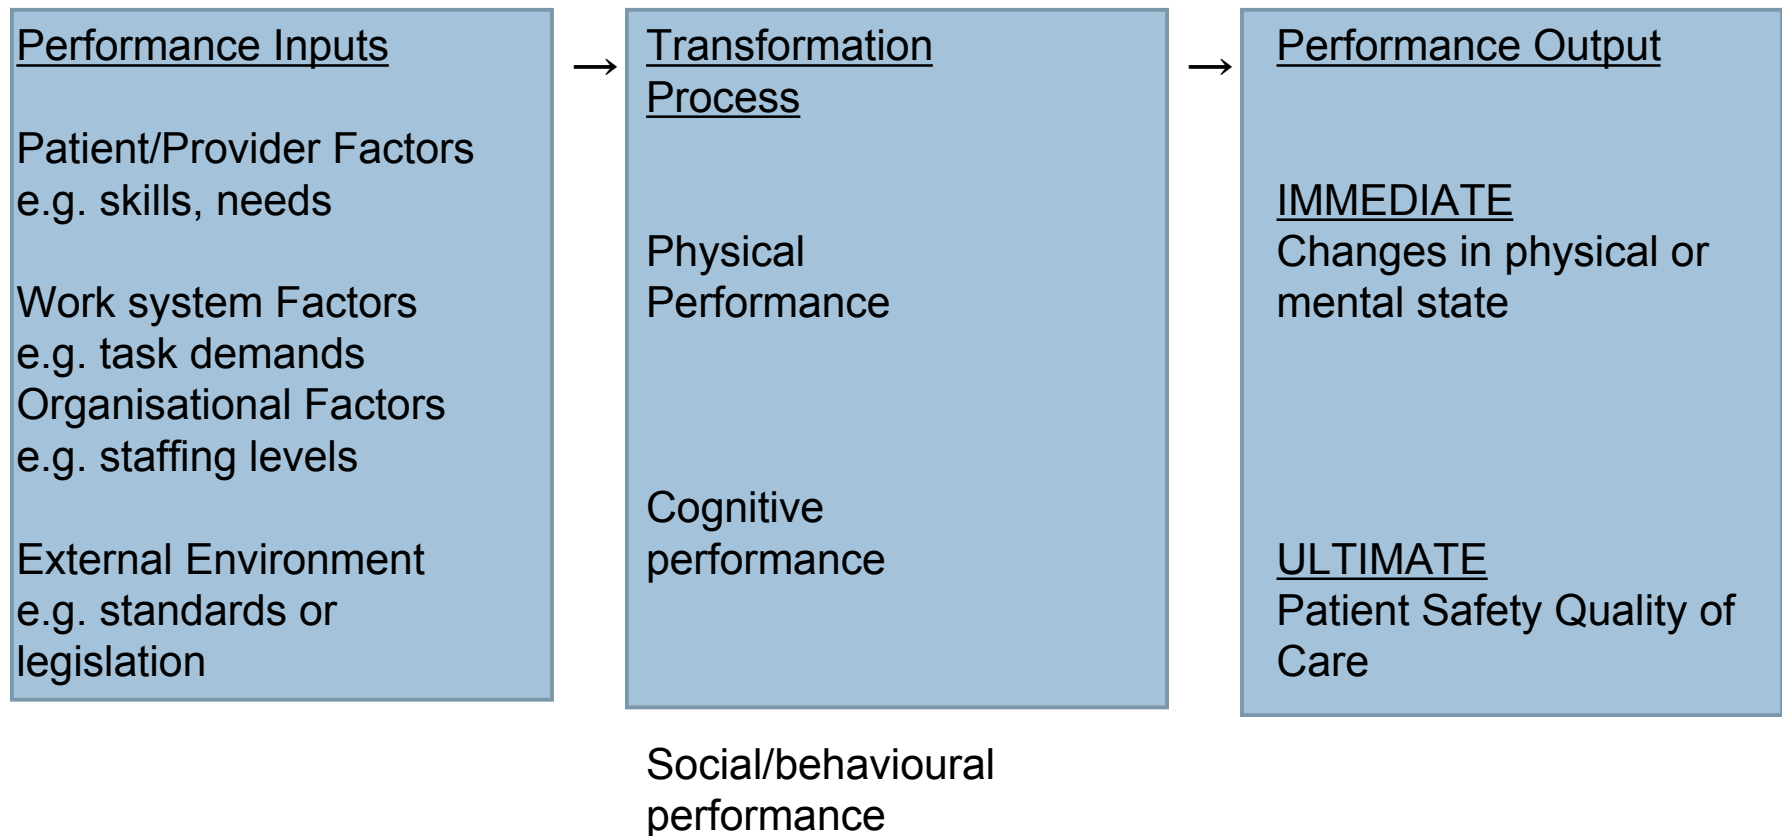 Performance Inputs
Patient/Provider Factors
e.g. skills, needs
Work system Factors
e.g. task demands
Organisational Factors
e.g. staffing levels
External Environment
e.g. standards or
legislation
→
Transformation
Process
Physical
Performance
Cognitive
performance
Social/behavioural
performance
→
Performance Output
IMMEDIATE
Changes in physical or
mental state
ULTIMATE
Patient Safety Quality of
Care